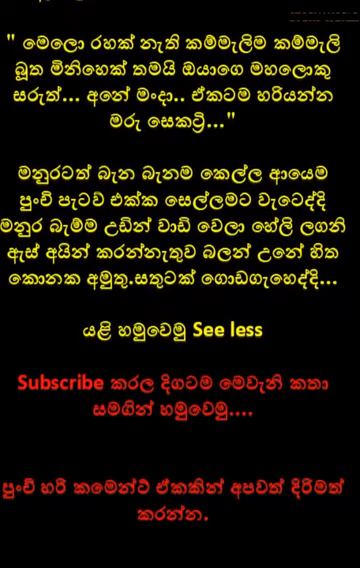 " මෙලො රහක් නැති කම්මැලිම කම්මැලි
බූත මිනිහෙක් තමයි ඔයාගෙ මහලොකු
සරුත්... අනේ මංදා.. ඒකටම හරියන්න
මරු සෙකට්‍රි..."
මනුරටත් බැන බැනම කෙල්ල ආයෙම
පුංචි පැටව් එක්ක සෙල්ලමට වැටෙද්දි
මනුර බැම්ම උඩින් වාඩි වෙලා හේලි ලගනි
ඇස් අයින් කරන්නැතුව බලන් උනේ හිත
කොනක අමුතු.සතුටක් ගොඩගැහෙද්දි...
යළි හමුවෙමු See less
Subscribe කරල දිගටම මෙවැනි කතා
සමගින් හමුවෙමු....
පුංචි හරි කමෙන්ට් ඒකකින් අපවත් දිරිමත්
කරන්න.